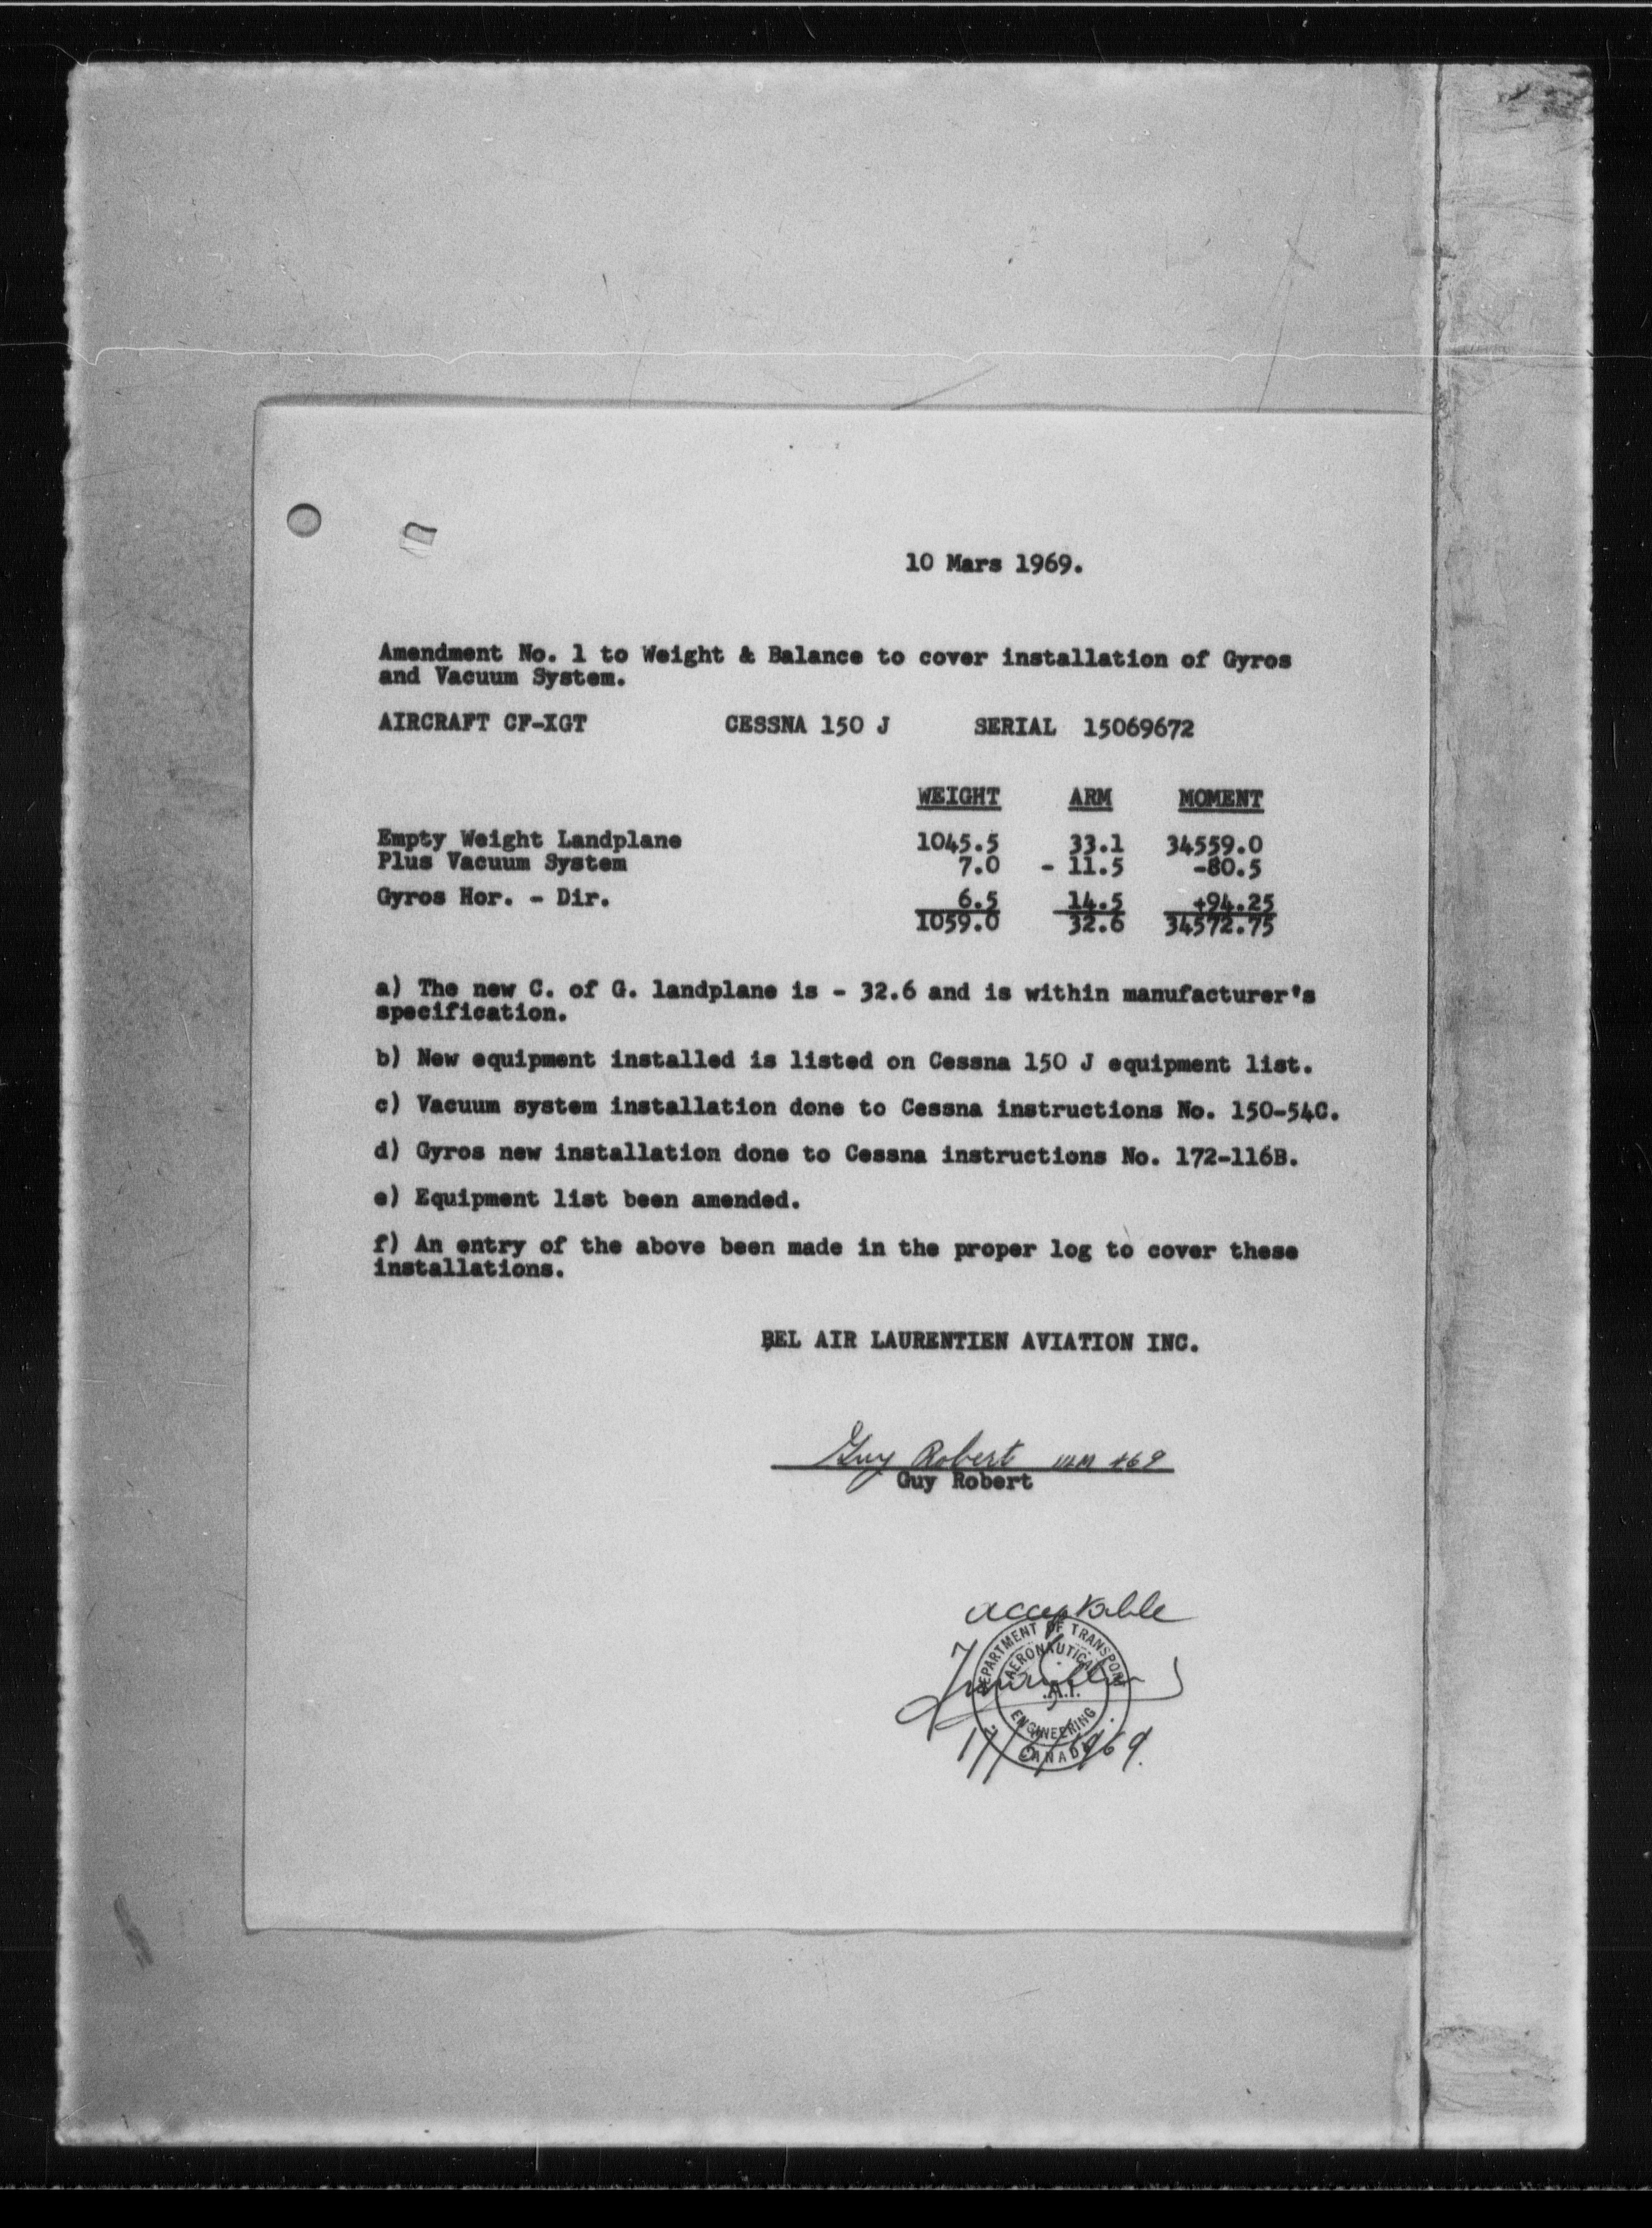 10 Mars 1969.
Amendment No. 1 to Weight & Balance to cover installation of Gyros
and Vacuum System.
AIRCRAFT CF-XGT CESSNA 150 J SERIAL 15069672
WEIGHT ARM MOMENT
Empty Weight Landplane 1045.5 33.1 34559.0
Plus Vacuum System 7.0 - 11.5 -80.5
Gyros Hor. - Dir. 6.5 14.5 +94.25
1059.0 32.6 34572.75
a) The new C. of G. landplane is - 32.6 and is within manufacturer's
specification.
b) New equipment installed is listed on Cessna 150 J equipment list.
c) Vacuum system installation done to Cessna instructions No. 150-54C.
d) Gyros new installation done to Cessna instructions No. 172-116B.
e) Equipment list been amended.
f) An entry of the above been made in the proper log to cover these
installations.
BEL AIR LAURENTIEN AVIATION INC.
Guy Robert
Guy Robert
acceptable
DEPARTMENT OF TRANSPORT
AERONAUTICAL
A.I.
ENGINEERING
CANADA